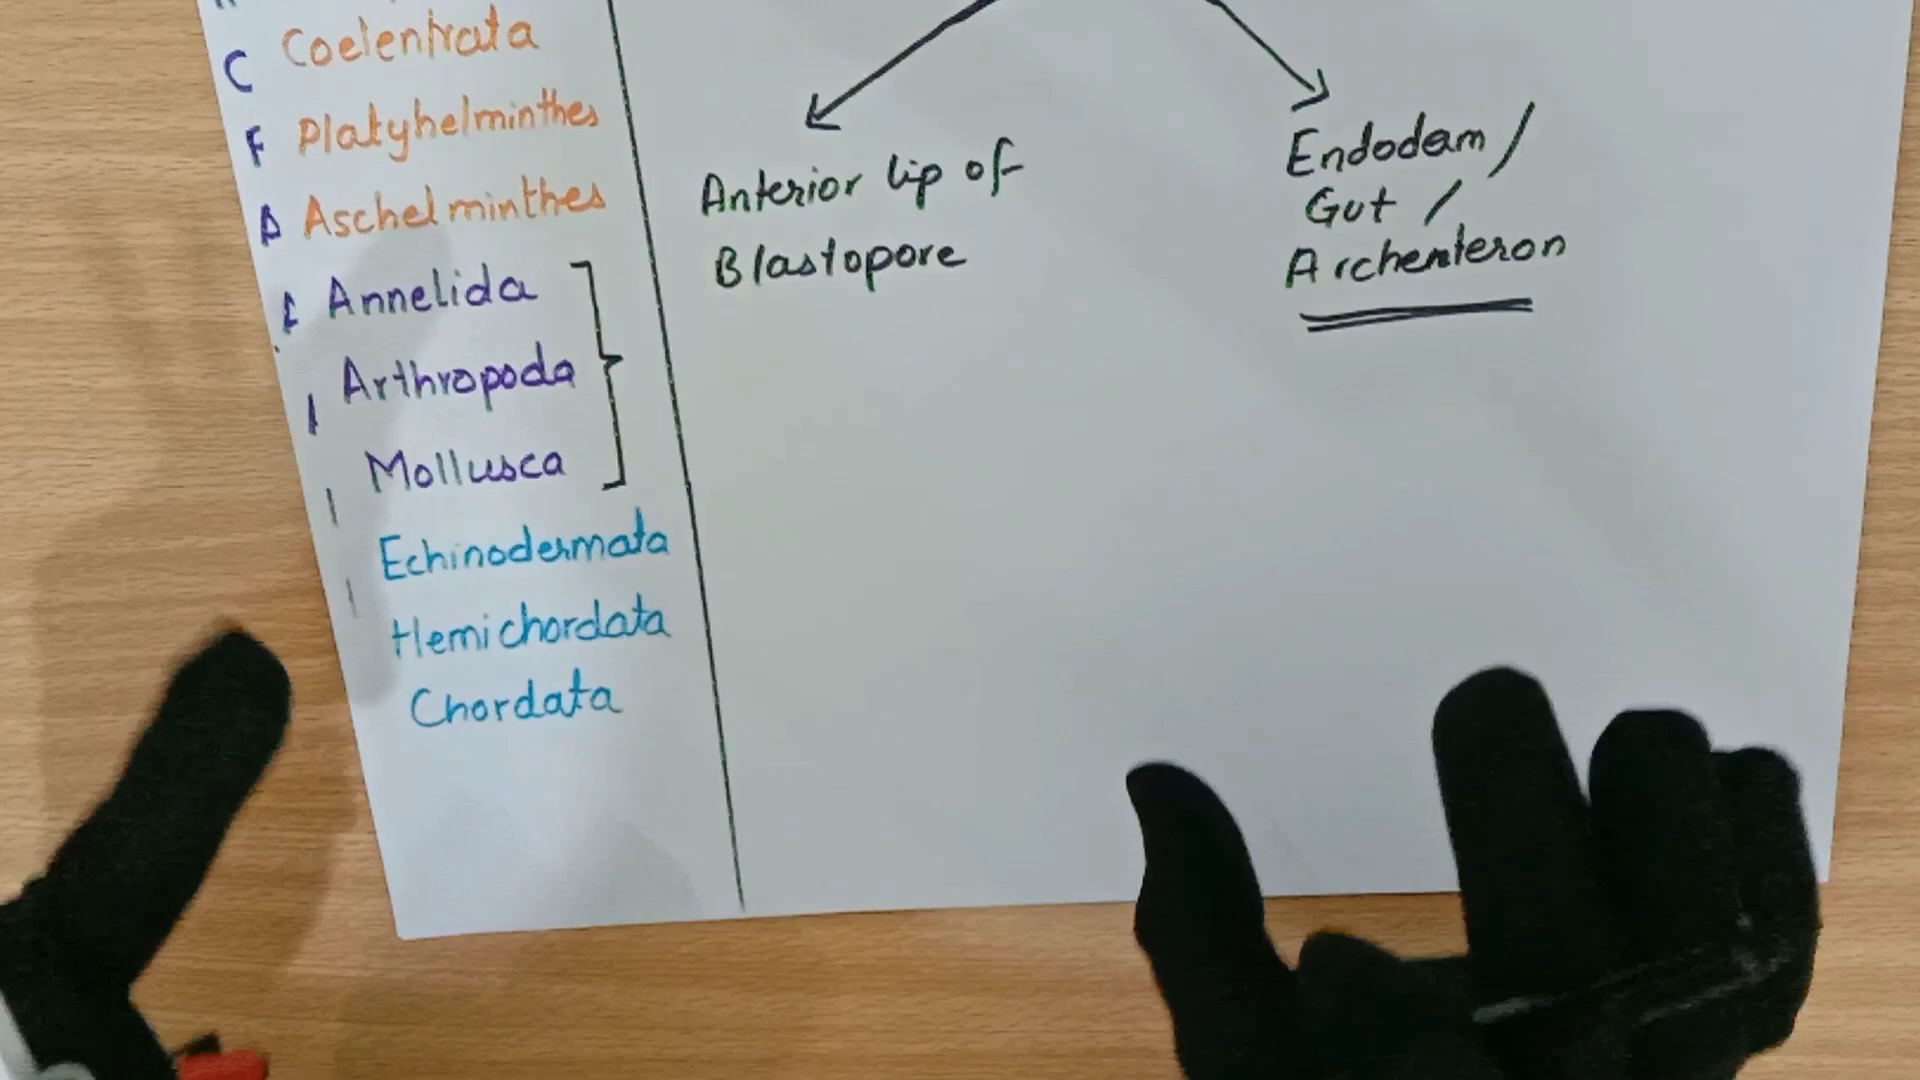 C Coelentrata
F Platyhelminthes
A Aschelminthes
Annelida
Arthropoda
Mollusca
Echinodermata
Hemichordata
Chordata
Anterior lip of
Blastopore
Endodam /
Gut /
Archenteron